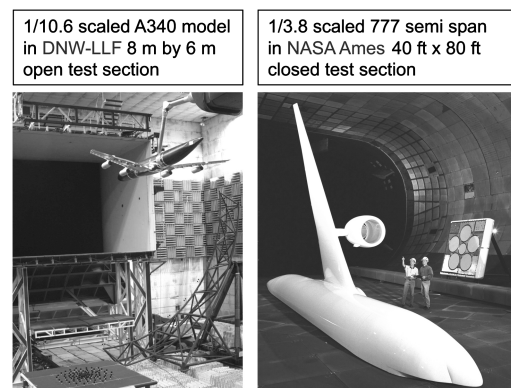 1/10.6 scaled A340 model
in DNW-LLF 8 m by 6 m
open test section
1/3.8 scaled 777 semi span
in NASA Ames 40 ft x 80 ft
closed test section